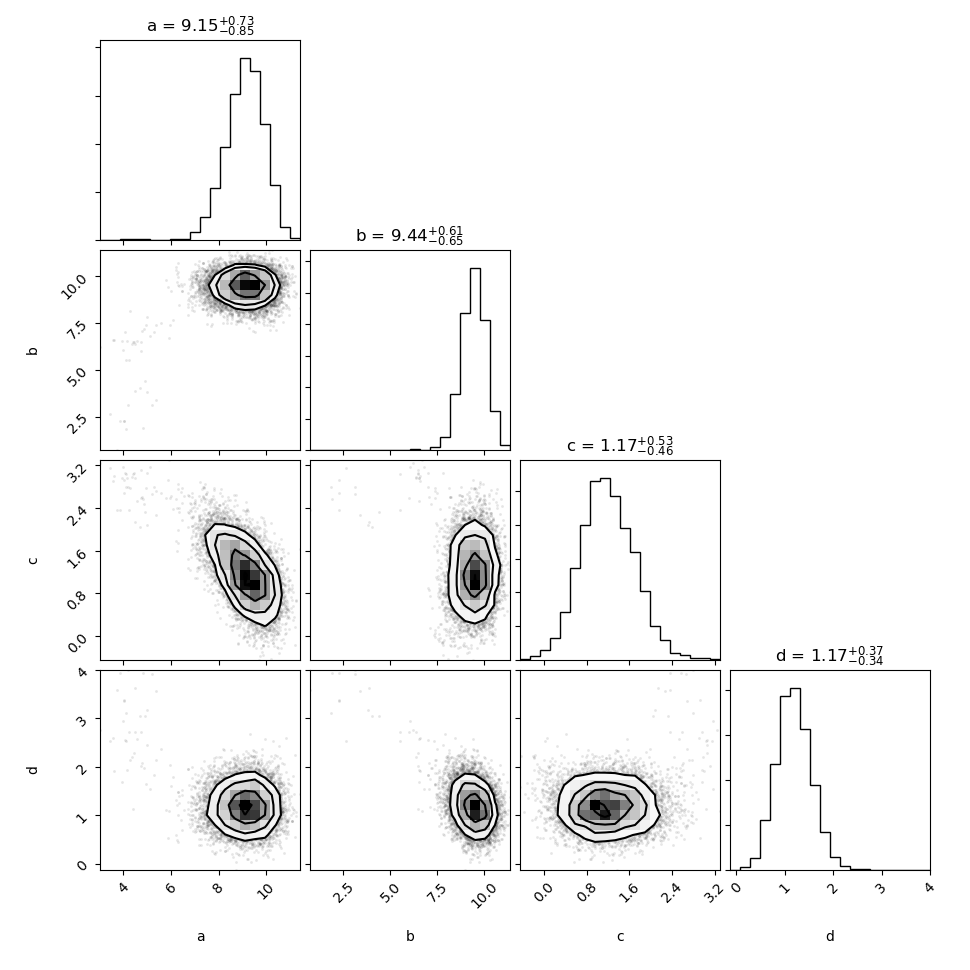 a = 9.15+0.73−0.85
b = 9.44+0.61−0.65
10.0
7.5
5.0
2.5
b
c = 1.17+0.53−0.46
3.2
2.4
1.6
0.8
0.0
c
d = 1.17+0.37−0.34
4
3
2
1
0
d
4 6 8 10 2.5 5.0 7.5 10.0 0.0 0.8 1.6 2.4 3.2 0 1 2 3 4
a b c d